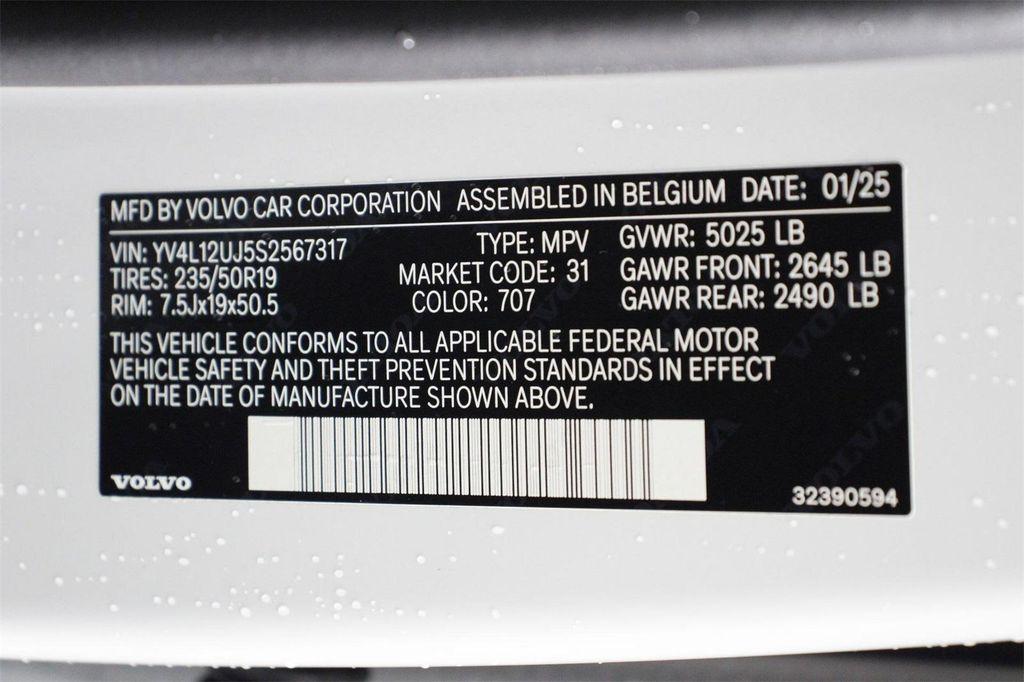 MFD BY VOLVO CAR CORPORATION ASSEMBLED IN BELGIUM DATE: 01/25
VIN: YV4L12UJ5S2567317 TYPE: MPV GVWR: 5025 LB
TIRES: 235/50R19 MARKET CODE: 31 GAWR FRONT: 2645 LB
RIM: 7.5Jx19x50.5 COLOR: 707 GAWR REAR: 2490 LB
THIS VEHICLE CONFORMS TO ALL APPLICABLE FEDERAL MOTOR
VEHICLE SAFETY AND THEFT PREVENTION STANDARDS IN EFFECT
ON THE DATE OF MANUFACTURE SHOWN ABOVE.
VOLVO 32390594